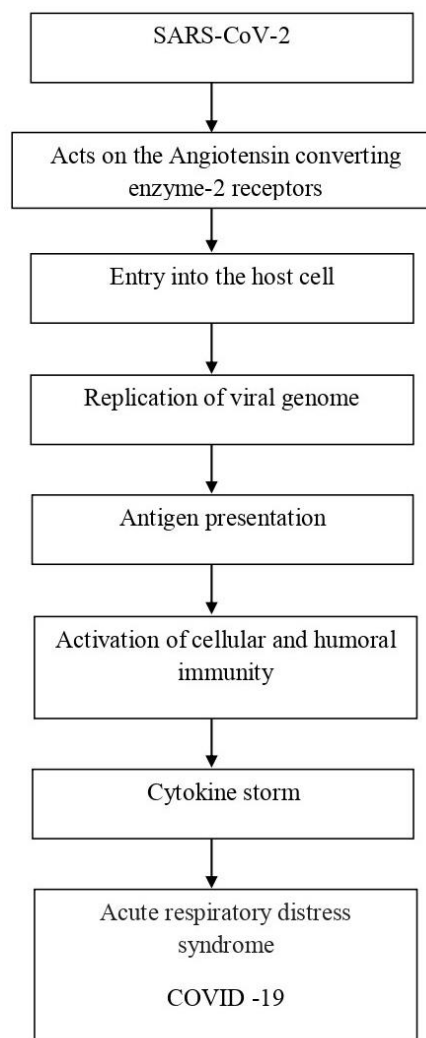 SARS-CoV-2
Acts on the Angiotensin converting
enzyme-2 receptors
Entry into the host cell
Replication of viral genome
Antigen presentation
Activation of cellular and humoral
immunity
Cytokine storm
Acute respiratory distress
syndrome
COVID -19